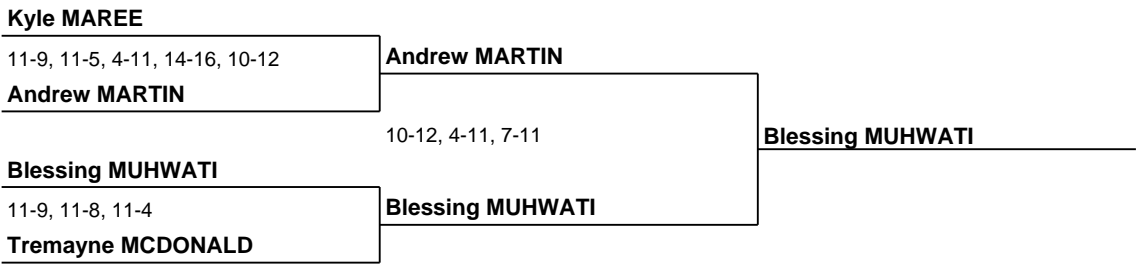 Kyle MAREE
11-9, 11-5, 4-11, 14-16, 10-12
Andrew MARTIN
Andrew MARTIN
10-12, 4-11, 7-11
Blessing MUHWATI
Blessing MUHWATI
11-9, 11-8, 11-4
Blessing MUHWATI
Tremayne MCDONALD